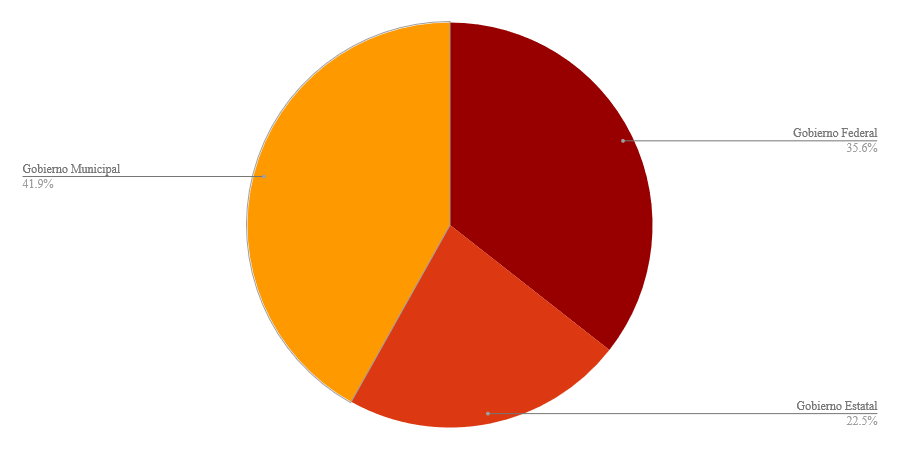 Gobierno Federal
35.6%
Gobierno Municipal
41.9%
Gobierno Estatal
22.5%